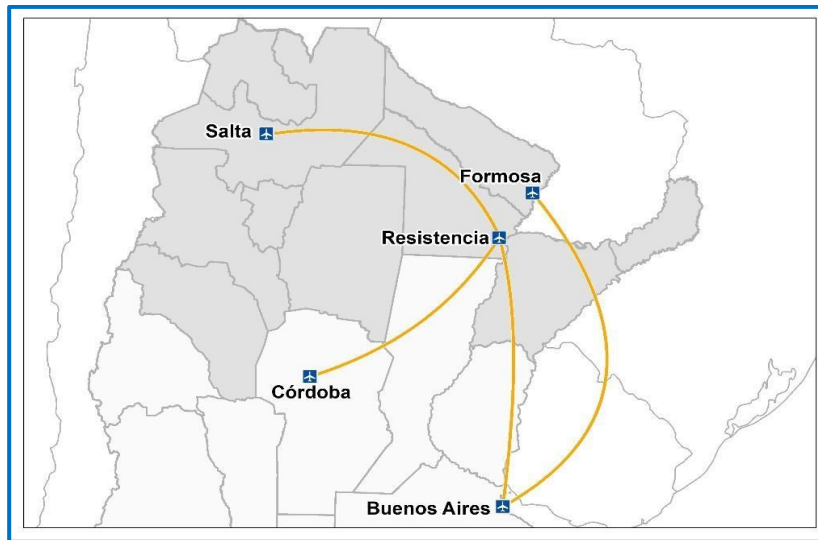 Salta
Formosa
Resistencia
Córdoba
Buenos Aires